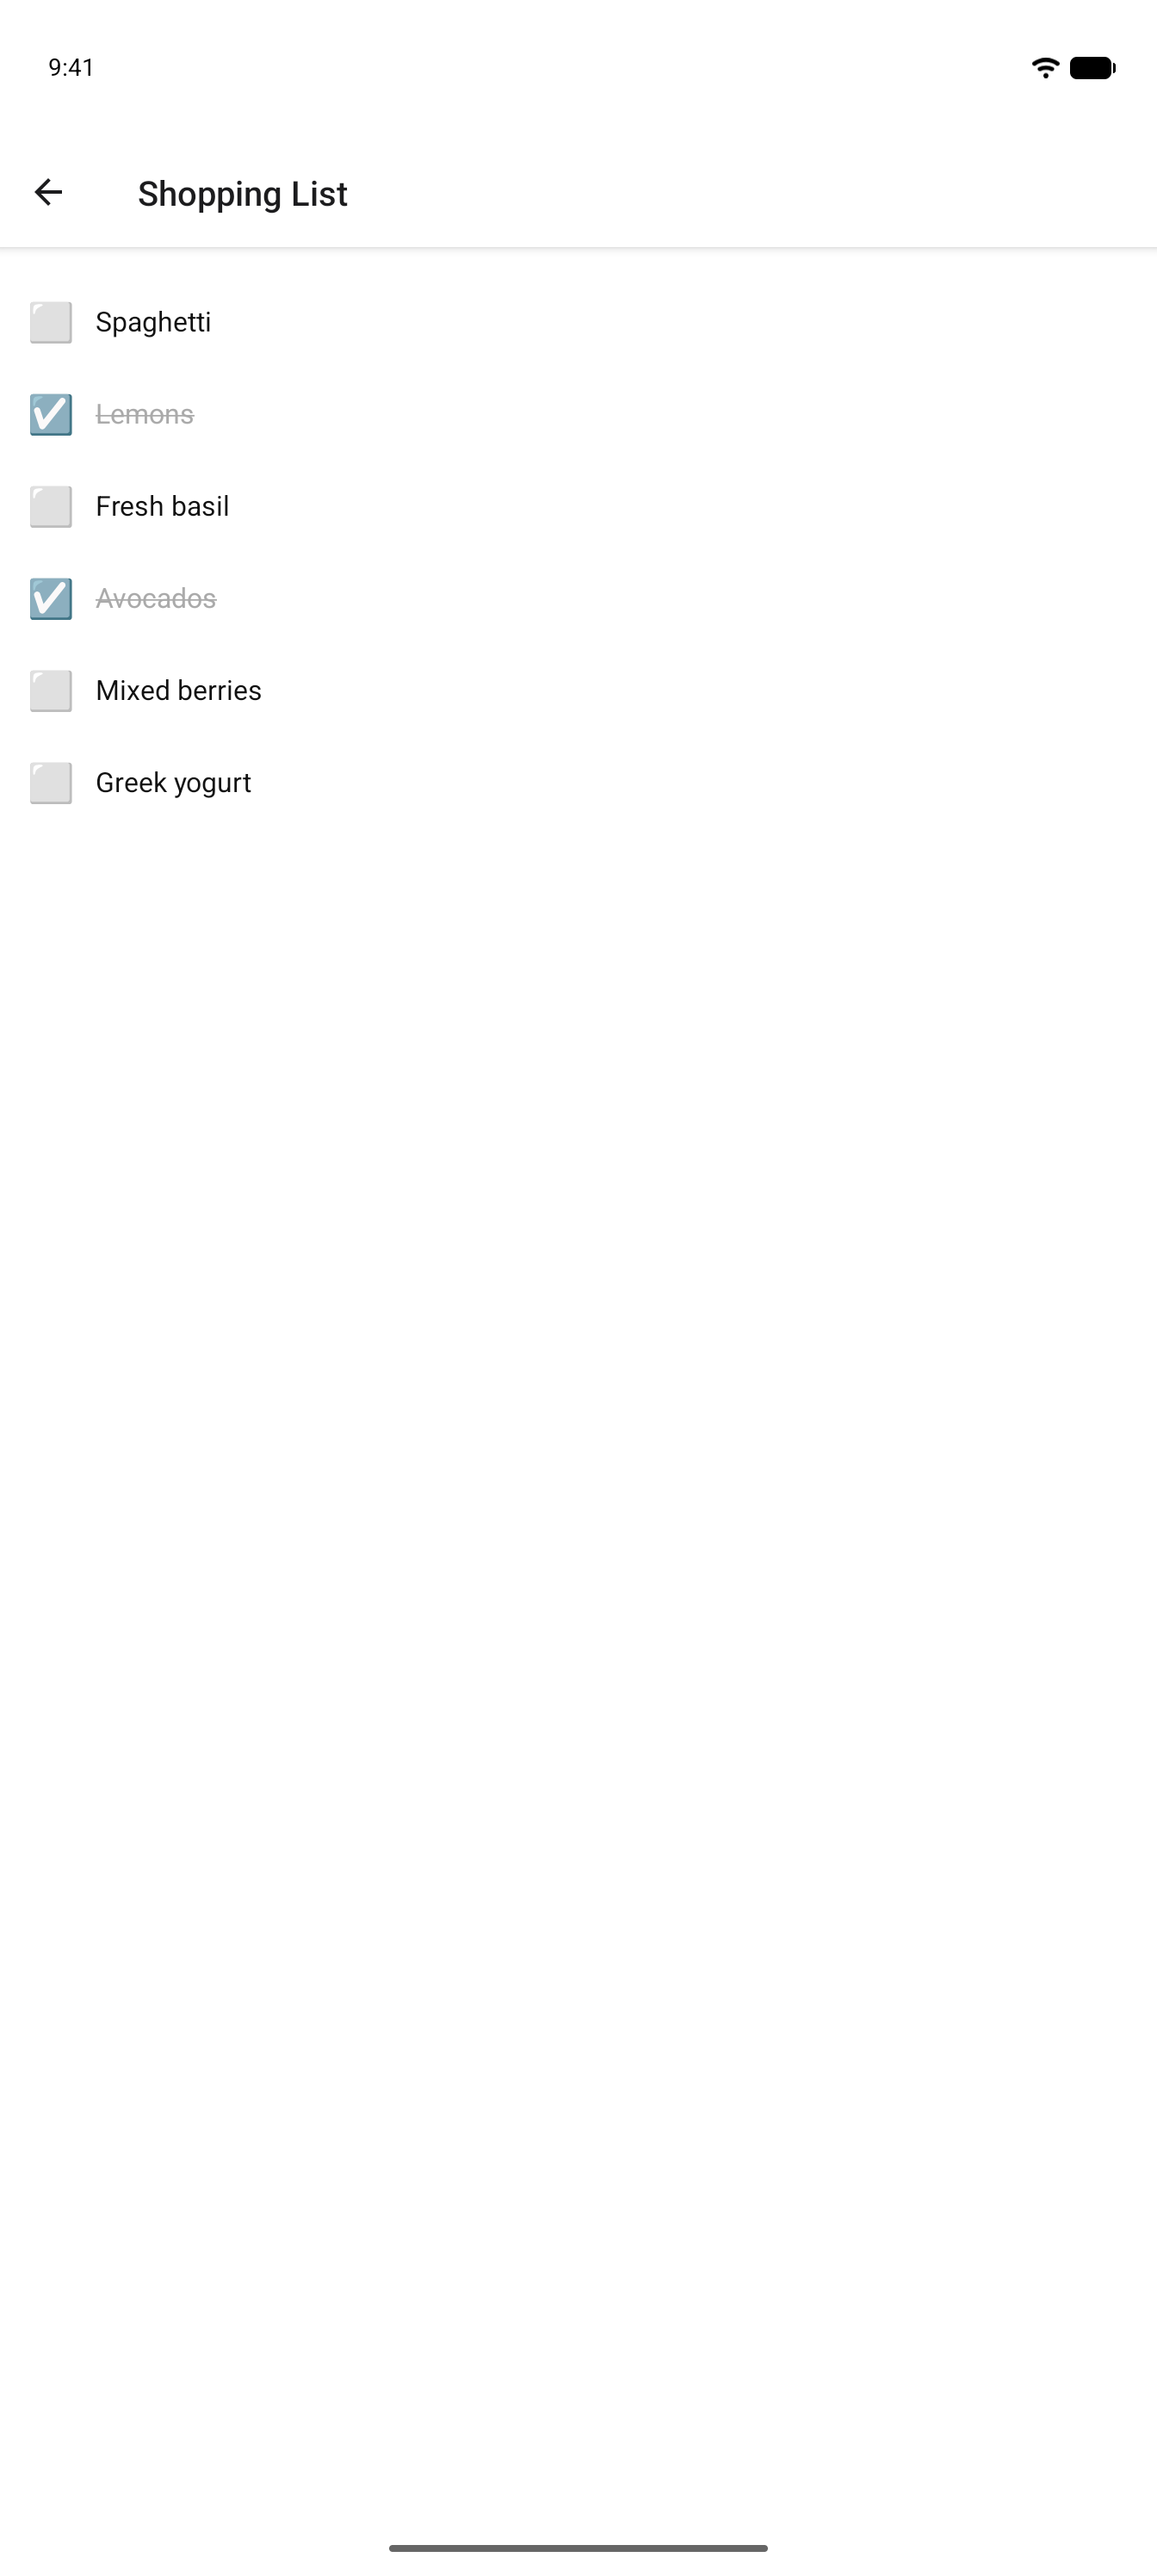 9:41
Shopping List
Spaghetti
Lemons
Fresh basil
Avocados
Mixed berries
Greek yogurt